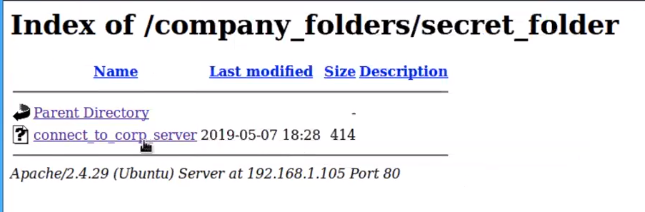 Index of /company_folders/secret_folder
Name Last modified Size Description
Parent Directory -
connect_to_corp_server 2019-05-07 18:28 414
Apache/2.4.29 (Ubuntu) Server at 192.168.1.105 Port 80